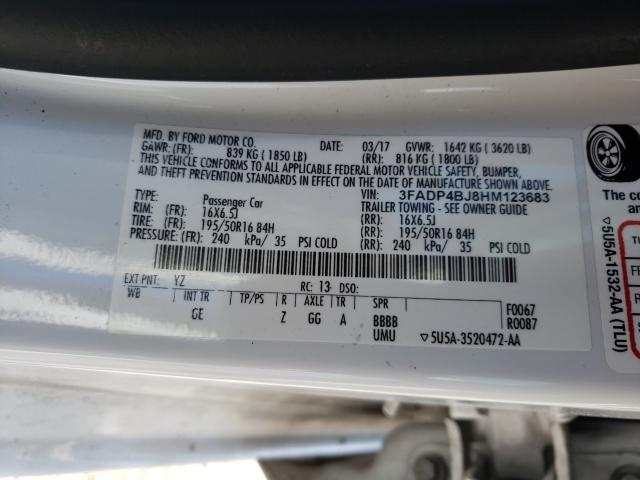 MFD. BY FORD MOTOR CO. DATE: 03/17 GVWR: 1642 KG ( 3620 LB)
GAWR: (FR): 839 KG ( 1850 LB) (RR): 816 KG ( 1800 LB)
THIS VEHICLE CONFORMS TO ALL APPLICABLE FEDERAL MOTOR VEHICLE SAFETY, BUMPER,
AND THEFT PREVENTION STANDARDS IN EFFECT ON THE DATE OF MANUFACTURE SHOWN ABOVE.
VIN: 3FADP4BJ8HM123683
TYPE: Passenger Car TRAILER TOWING - SEE OWNER GUIDE
RIM: (FR): 16X6.5J (RR): 16X6.5J
TIRE: (FR): 195/50R16 84H (RR): 195/50R16 84H
PRESSURE: (FR): 240 kPa/ 35 PSI COLD (RR): 240 kPa/ 35 PSI COLD
EXT PNT: YZ RC: 13 DSO:
WB INT TR TP/PS R AXLE TR SPR F0067
GE Z GG A BBBB R0087
UMU ▽5U5A-3520472-AA
▽5U5A-1532-AA (TLU)